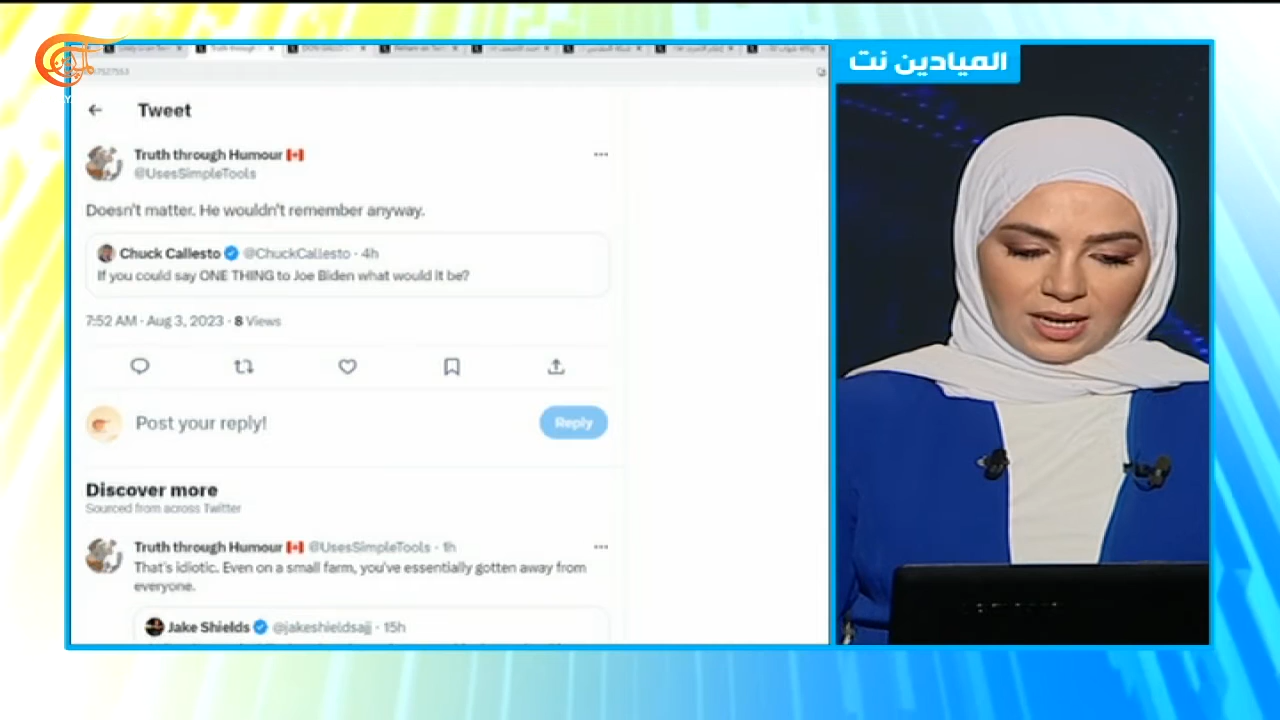 الميادين نت
Tweet
Truth through Humour
@UsesSimpleTools
Doesn't matter. He wouldn't remember anyway.
Chuck Callesto @ChuckCallesto · 4h
If you could say ONE THING to Joe Biden what would it be?
7:52 AM · Aug 3, 2023 · 8 Views
Post your reply!
Reply
Discover more
Sourced from across Twitter
Truth through Humour @UsesSimpleTools · 1h
That's idiotic. Even on a small farm, you've essentially gotten away from
everyone.
Jake Shields @jakeshieldsajj · 15h